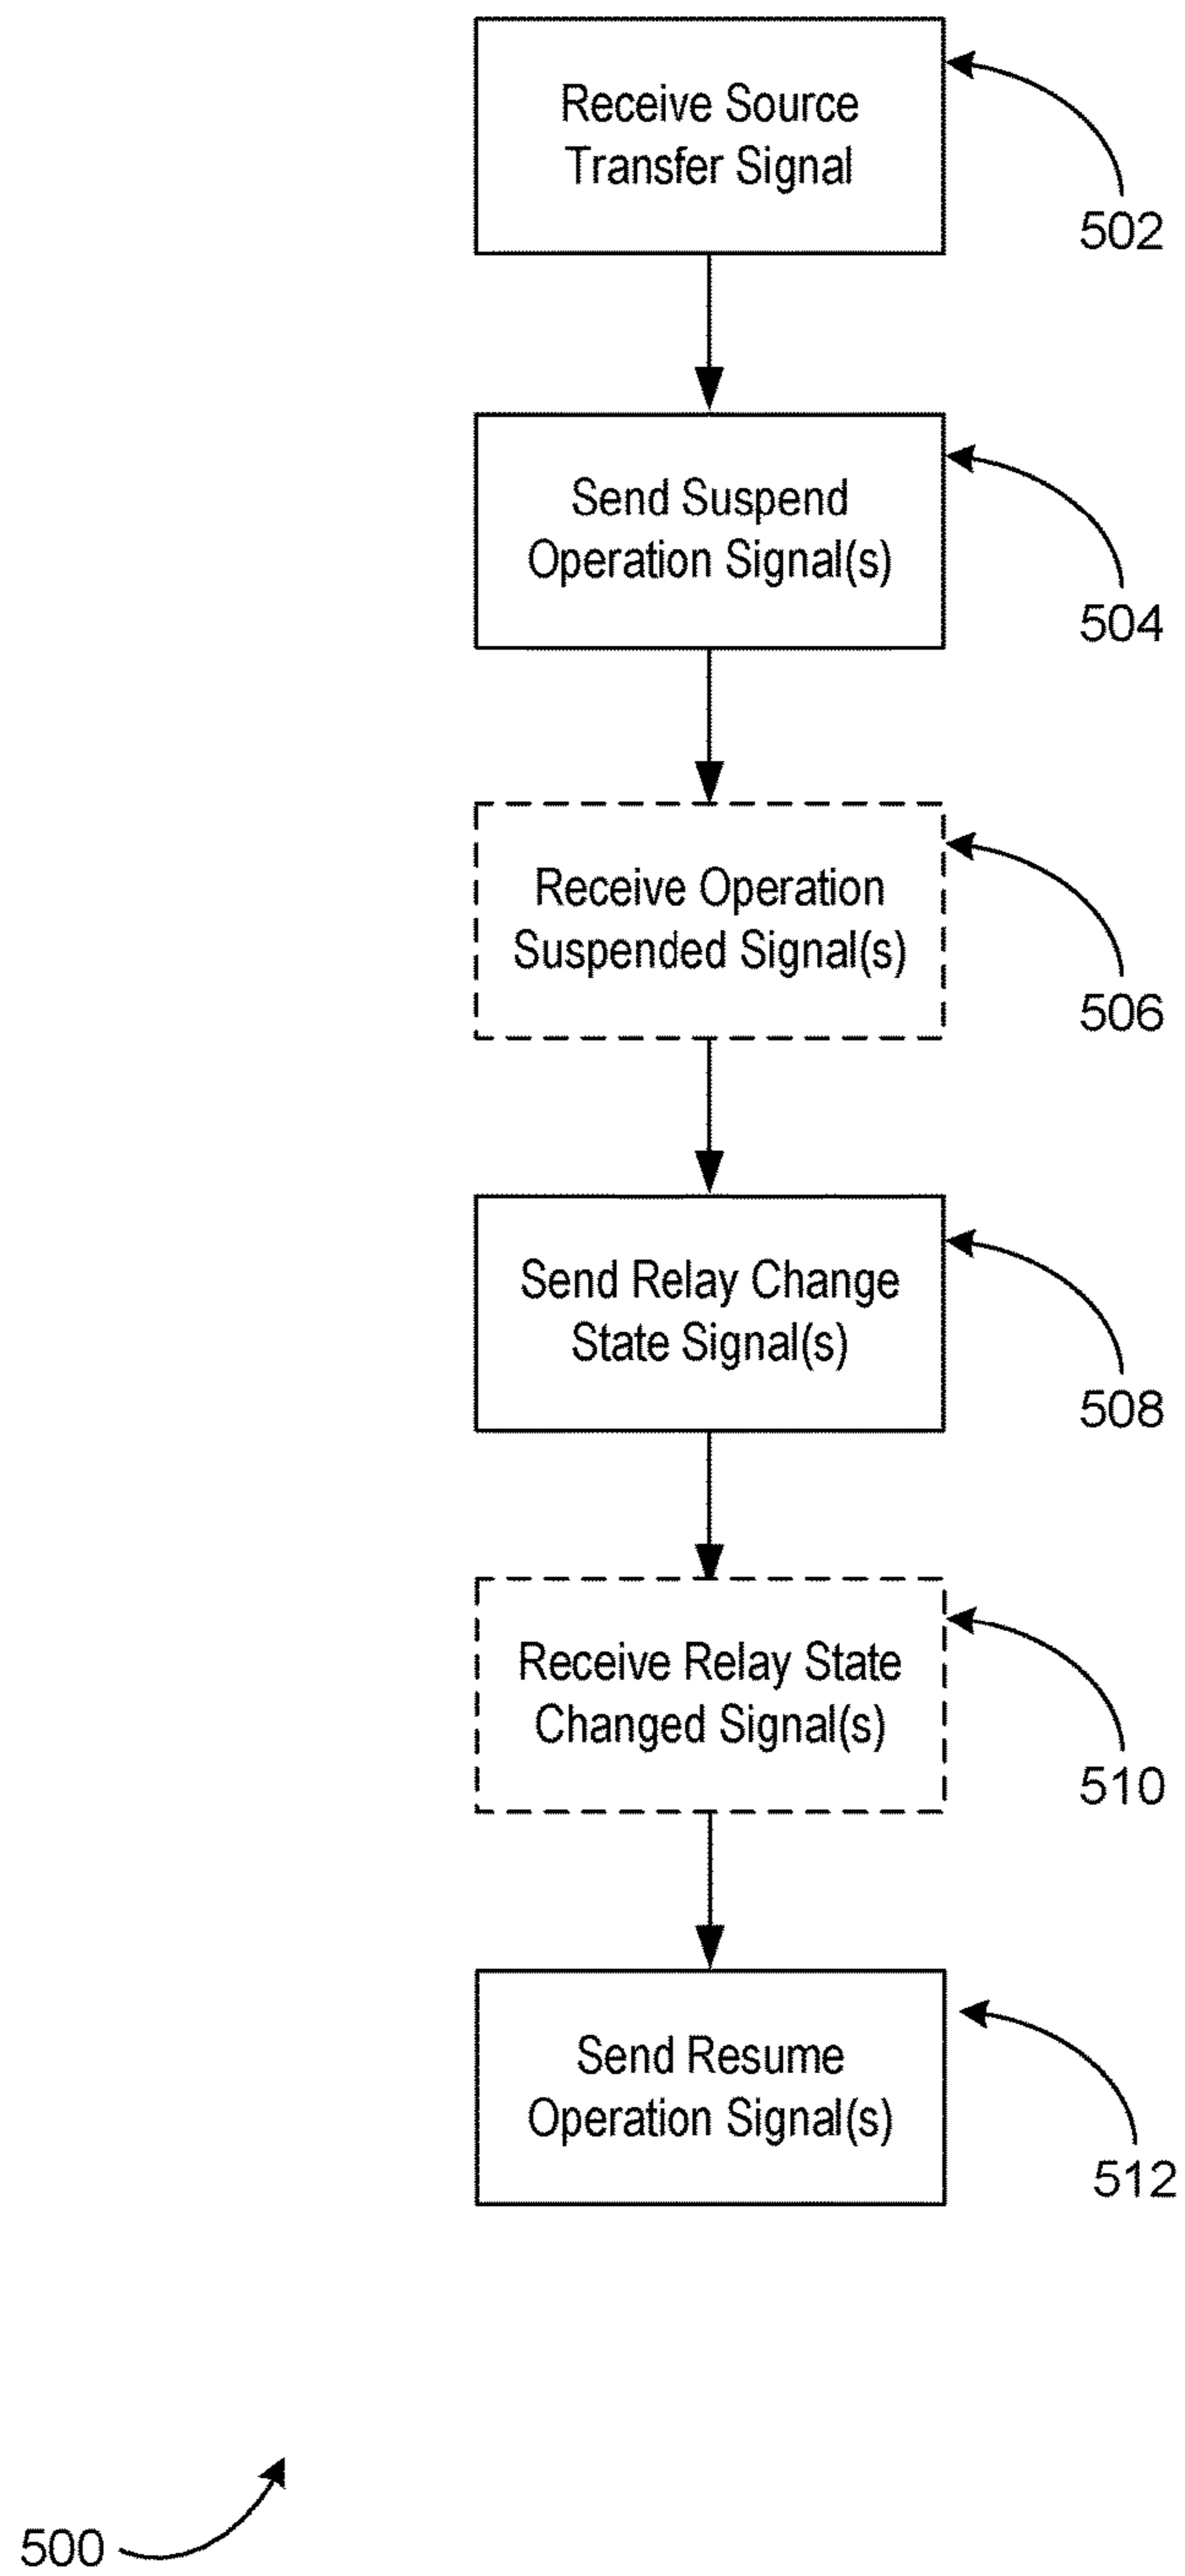 Receive Source
Transfer Signal
502
Send Suspend
Operation Signal(s)
504
Receive Operation
Suspended Signal(s)
506
Send Relay Change
State Signal(s)
508
Receive Relay State
Changed Signal(s)
510
Send Resume
Operation Signal(s)
512
500